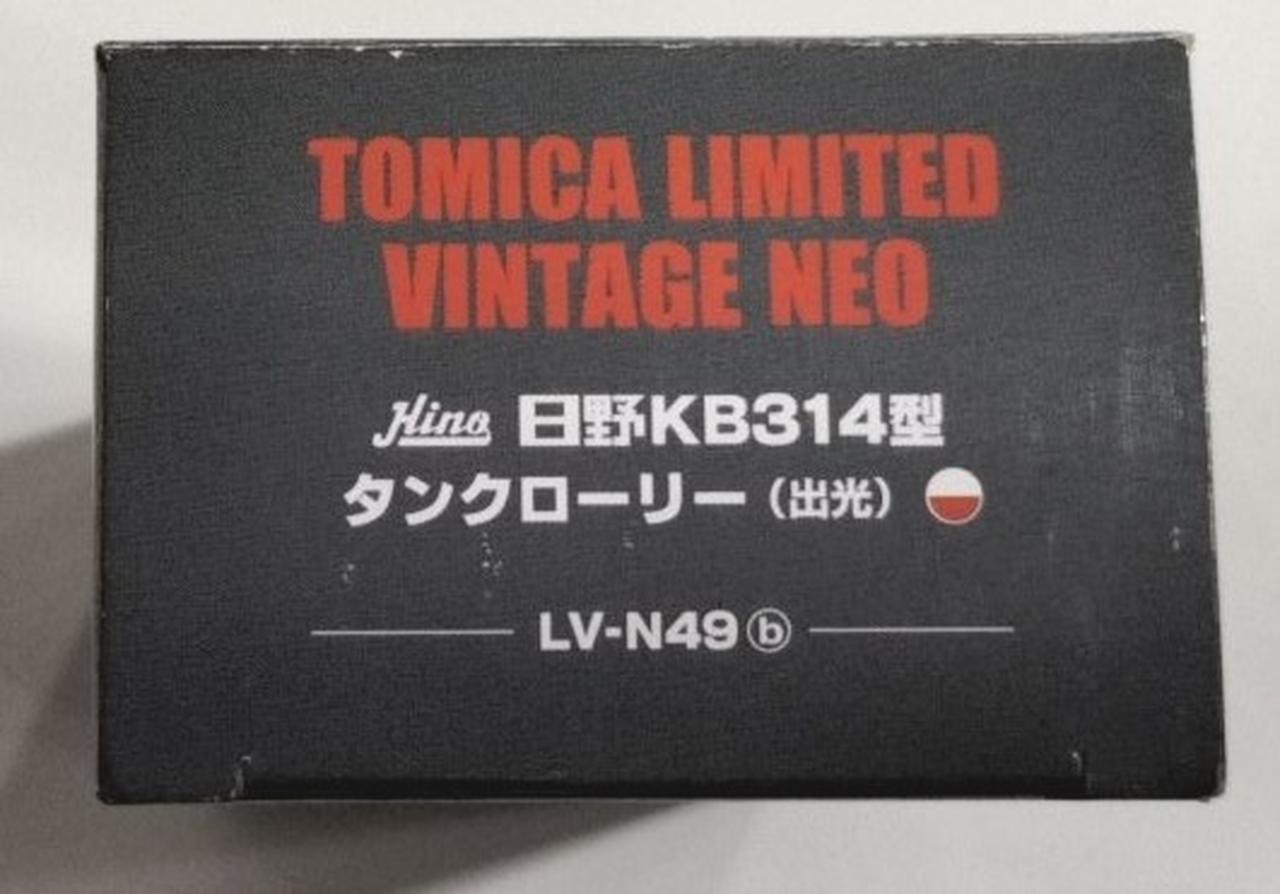 TOMICA LIMITED
VINTAGE NEO
Hino 日野KB314型
タンクローリー（出光）
LV-N49ⓑ